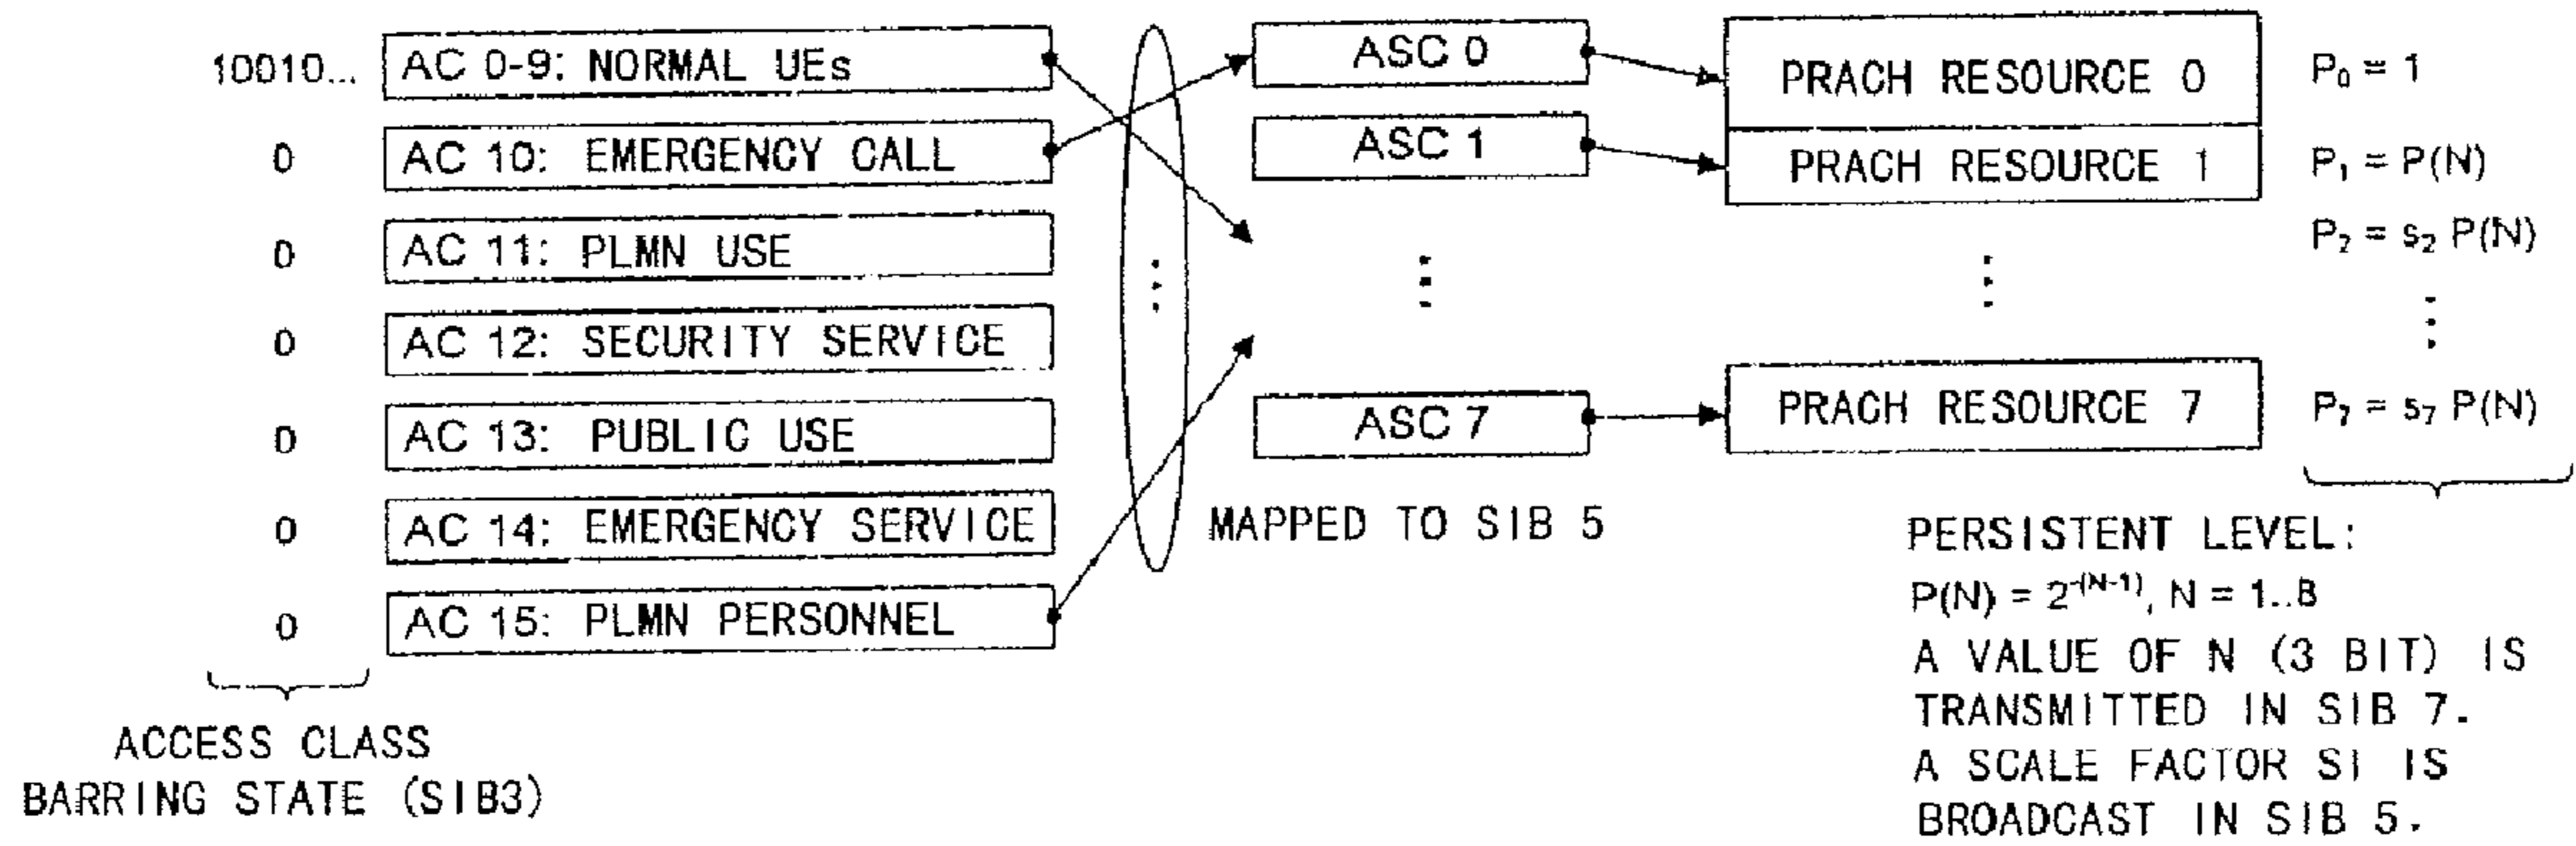 10010... AC 0-9: NORMAL UEs ASC 0 PRACH RESOURCE 0 P₀ = 1
0 AC 10: EMERGENCY CALL ASC 1 PRACH RESOURCE 1 P₁ = P(N)
0 AC 11: PLMN USE P₂ = s₂ P(N)
0 AC 12: SECURITY SERVICE
0 AC 13: PUBLIC USE ASC 7 PRACH RESOURCE 7 P₇ = s₇ P(N)
0 AC 14: EMERGENCY SERVICE
0 AC 15: PLMN PERSONNEL
MAPPED TO SIB 5
ACCESS CLASS
BARRING STATE (SIB3)
PERSISTENT LEVEL:
P(N) = 2⁻⁽ᴺ⁻¹⁾, N = 1..8
A VALUE OF N (3 BIT) IS
TRANSMITTED IN SIB 7.
A SCALE FACTOR SI IS
BROADCAST IN SIB 5.